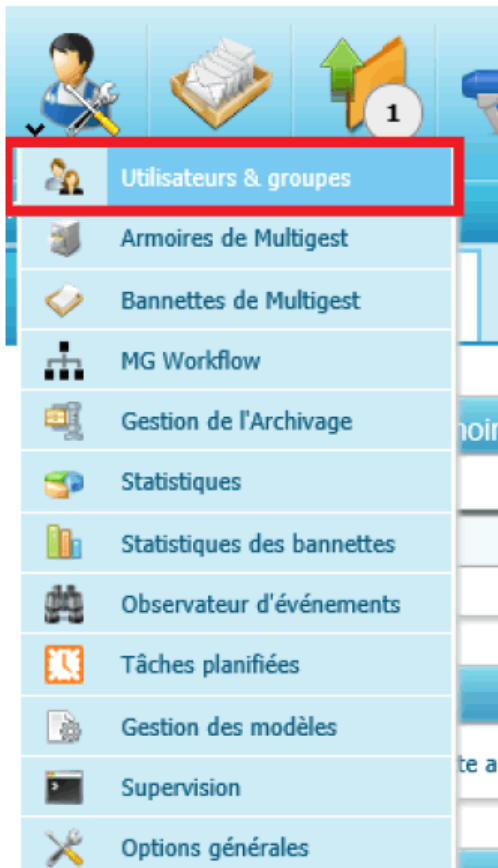 1
Utilisateurs & groupes
Armoires de Multigest
Bannettes de Multigest
MG Workflow
Gestion de l'Archivage
Statistiques
Statistiques des bannettes
Observateur d'événements
Tâches planifiées
Gestion des modèles
Supervision
Options générales